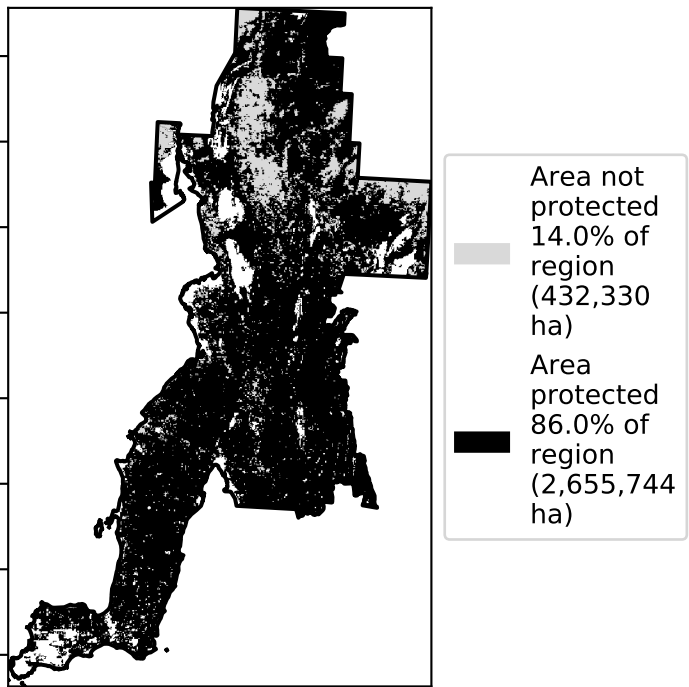 Area not
protected
14.0% of
region
(432,330
ha)
Area
protected
86.0% of
region
(2,655,744
ha)